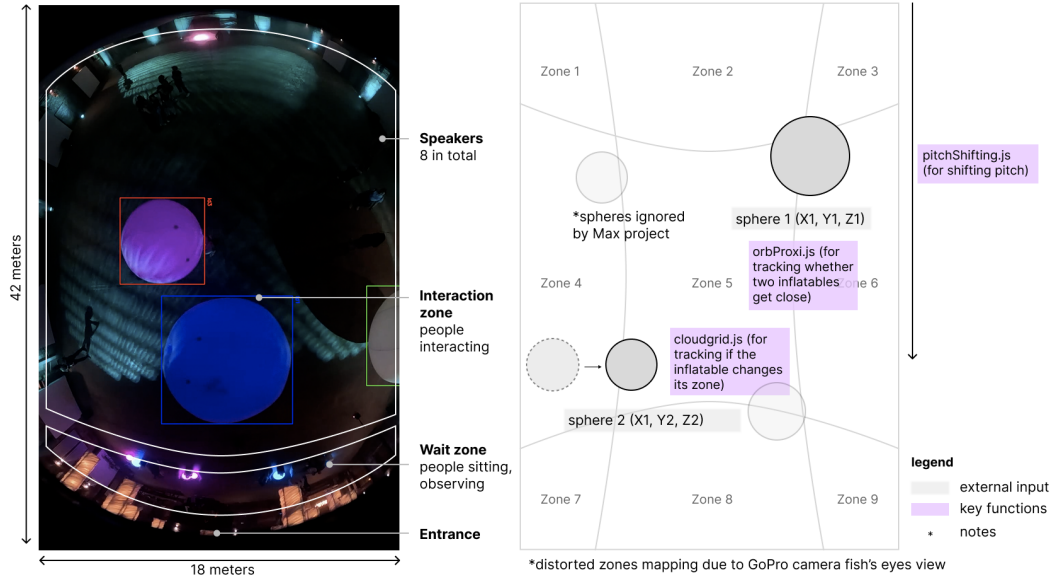 42 meters
18 meters
Speakers
8 in total
Interaction
zone
people
interacting
Wait zone
people sitting,
observing
Entrance
Zone 1
Zone 2
Zone 3
*spheres ignored
by Max project
sphere 1 (X1, Y1, Z1)
orbProxi.js (for
tracking whether
two inflatables
get close)
Zone 4
Zone 5
e 6
cloudgrid.js (for
tracking if the
inflatable changes
its zone)
sphere 2 (X1, Y2, Z2)
Zone 7
Zone 8
Zone 9
*distorted zones mapping due to GoPro camera fish's eyes view
pitchShifting.js
(for shifting pitch)
legend
external input
key functions
* notes